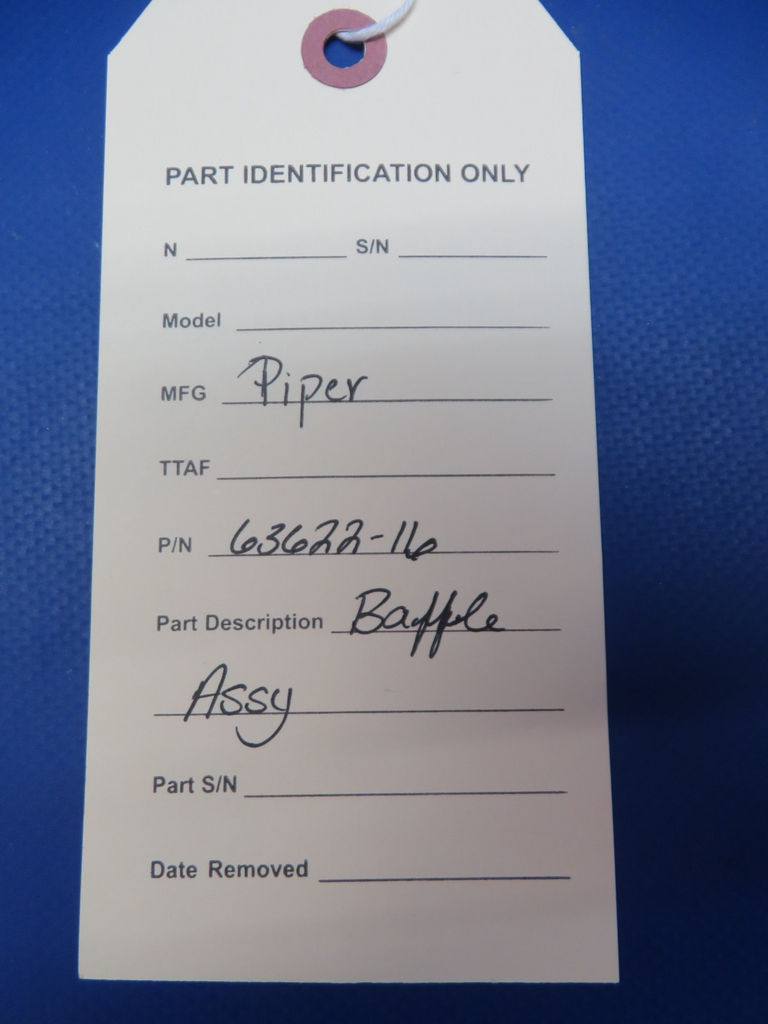 PART IDENTIFICATION ONLY
N S/N
Model
MFG Piper
TTAF
P/N 63622-16
Part Description Baffle
Assy
Part S/N
Date Removed